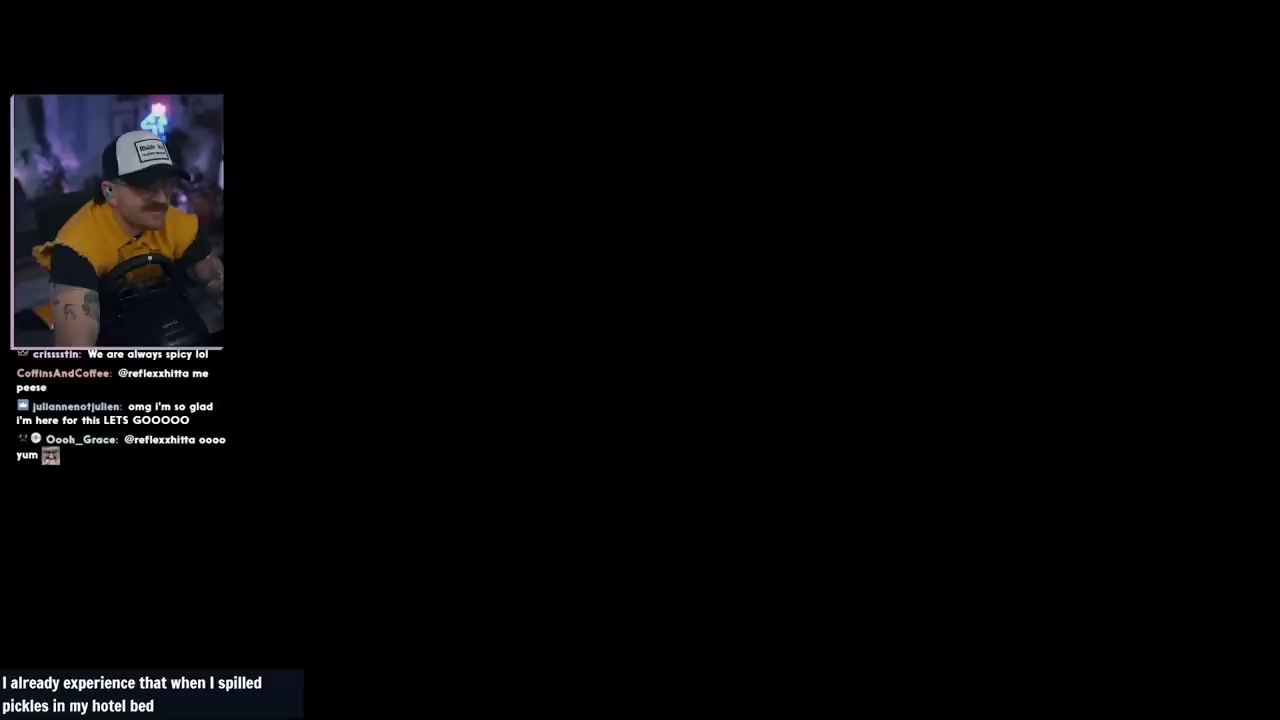 crisssstin: We are always spicy lol
CoffinsAndCoffee: @reflexxhitta me
peese
juliannenotjulien: omg i'm so glad
i'm here for this LETS GOOOOO
Oooh_Grace: @reflexxhitta oooo
yum
I already experience that when I spilled
pickles in my hotel bed